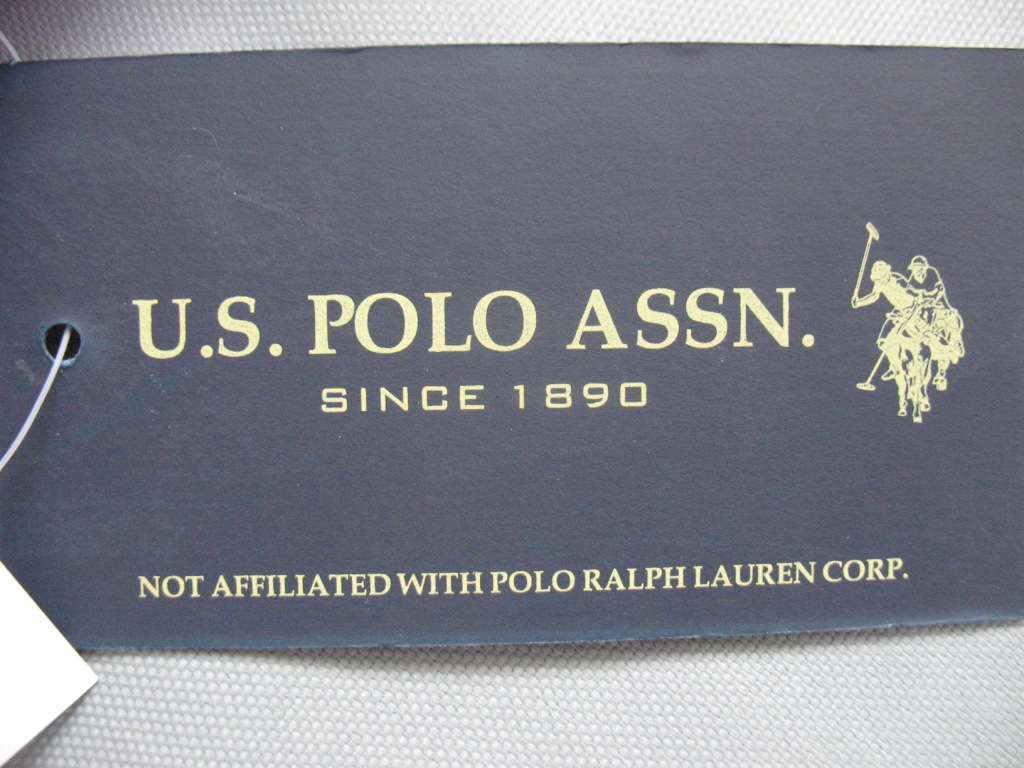 U.S. POLO ASSN.
SINCE 1890
NOT AFFILIATED WITH POLO RALPH LAUREN CORP.